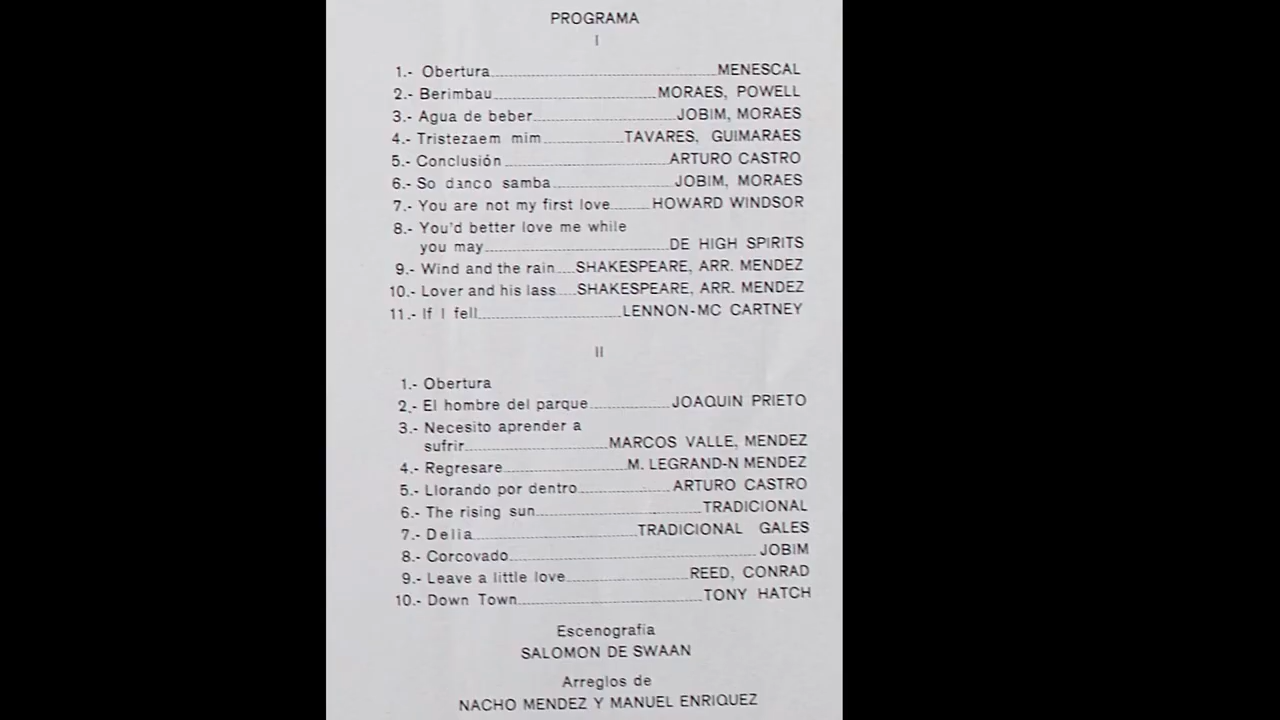 PROGRAMA
I
1.- Obertura MENESCAL
2.- Berimbau MORAES, POWELL
3.- Agua de beber JOBIM, MORAES
4.- Tristezaem mim TAVARES, GUIMARAES
5.- Conclusión ARTURO CASTRO
6.- So danco samba JOBIM, MORAES
7.- You are not my first love HOWARD WINDSOR
8.- You'd better love me while
you may DE HIGH SPIRITS
9.- Wind and the rain SHAKESPEARE, ARR. MENDEZ
10.- Lover and his lass SHAKESPEARE, ARR. MENDEZ
11.- If I fell LENNON-MC CARTNEY
II
1.- Obertura
2.- El hombre del parque JOAQUIN PRIETO
3.- Necesito aprender a
sufrir MARCOS VALLE, MENDEZ
4.- Regresare M. LEGRAND-N MENDEZ
5.- Llorando por dentro ARTURO CASTRO
6.- The rising sun TRADICIONAL
7.- Delia TRADICIONAL GALES
8.- Corcovado JOBIM
9.- Leave a little love REED, CONRAD
10.- Down Town TONY HATCH
Escenografía
SALOMON DE SWAAN
Arreglos de
NACHO MENDEZ Y MANUEL ENRIQUEZ